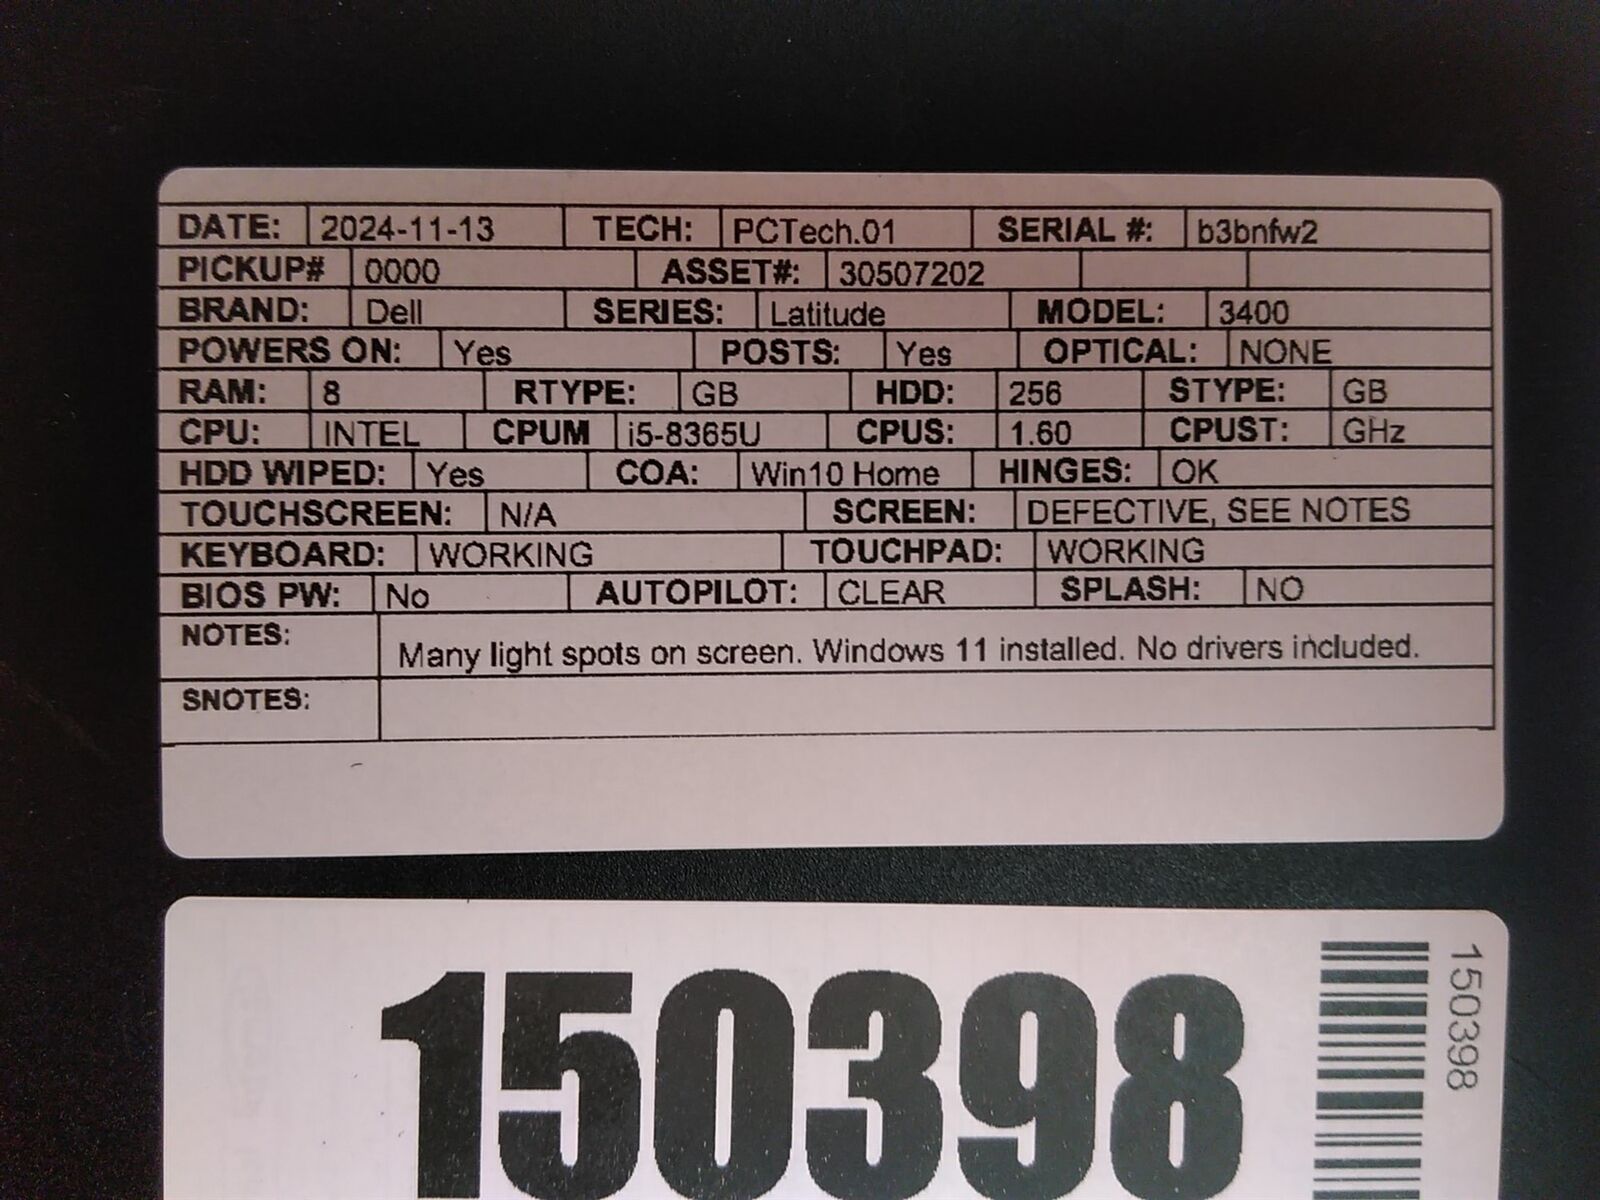 DATE: 2024-11-13 TECH: PCTech.01 SERIAL #: b3bnfw2
PICKUP# 0000 ASSET#: 30507202
BRAND: Dell SERIES: Latitude MODEL: 3400
POWERS ON: Yes POSTS: Yes OPTICAL: NONE
RAM: 8 RTYPE: GB HDD: 256 STYPE: GB
CPU: INTEL CPUM i5-8365U CPUS: 1.60 CPUST: GHz
HDD WIPED: Yes COA: Win10 Home HINGES: OK
TOUCHSCREEN: N/A SCREEN: DEFECTIVE, SEE NOTES
KEYBOARD: WORKING TOUCHPAD: WORKING
BIOS PW: No AUTOPILOT: CLEAR SPLASH: NO
NOTES: Many light spots on screen. Windows 11 installed. No drivers included.
SNOTES:
150398
150398